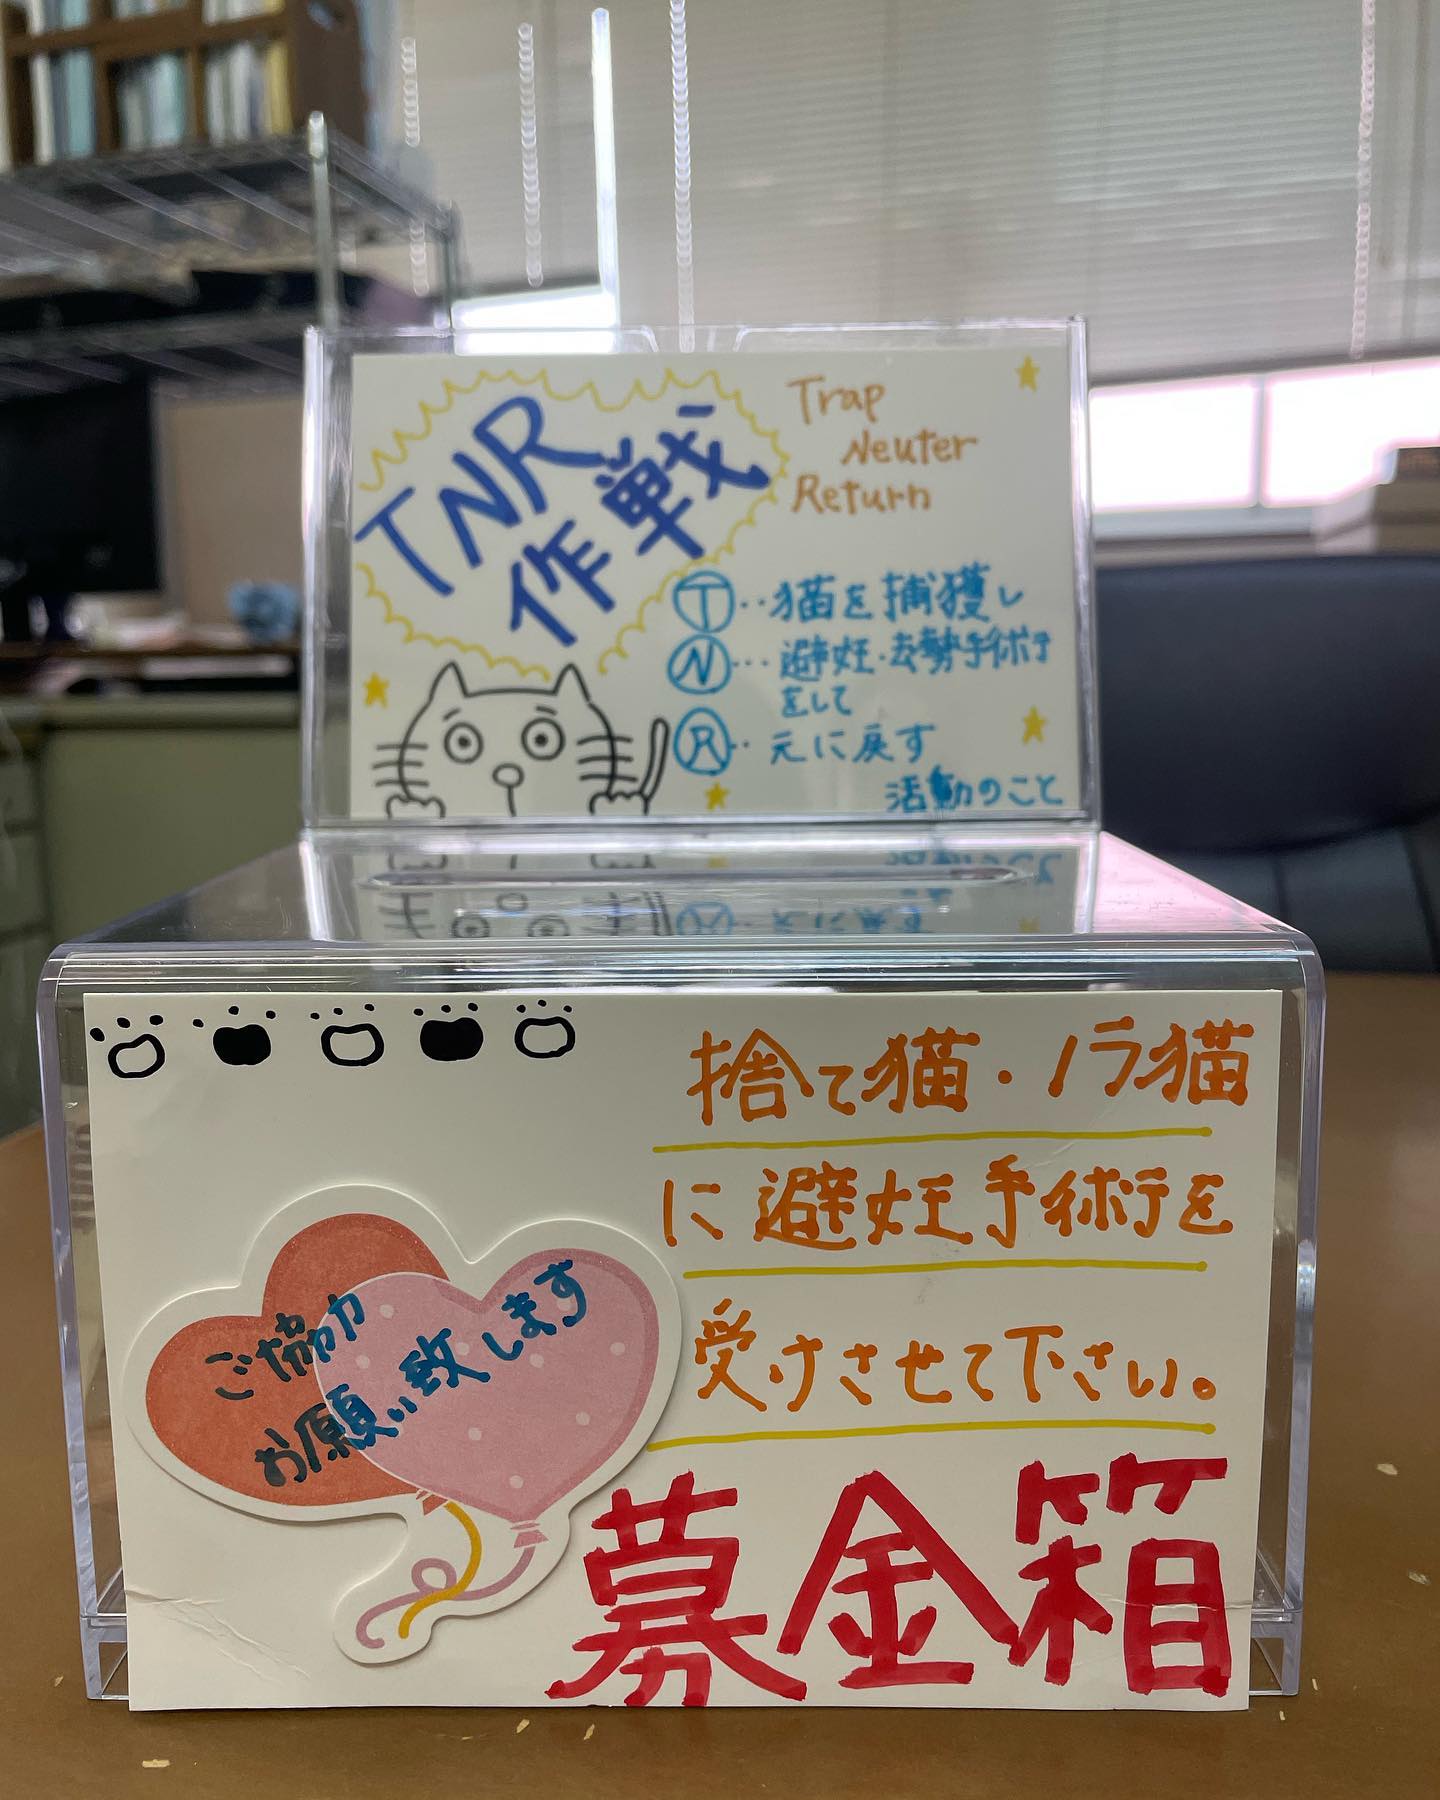 TNR
作戦
Trap
Neuter
Return
T‥猫を捕獲し
N…避妊・去勢手術
をして
R‥元に戻す
活動のこと
捨て猫・ノラ猫
に避妊手術を
受けさせて下さい。
ご協力
お願い致します
募金箱